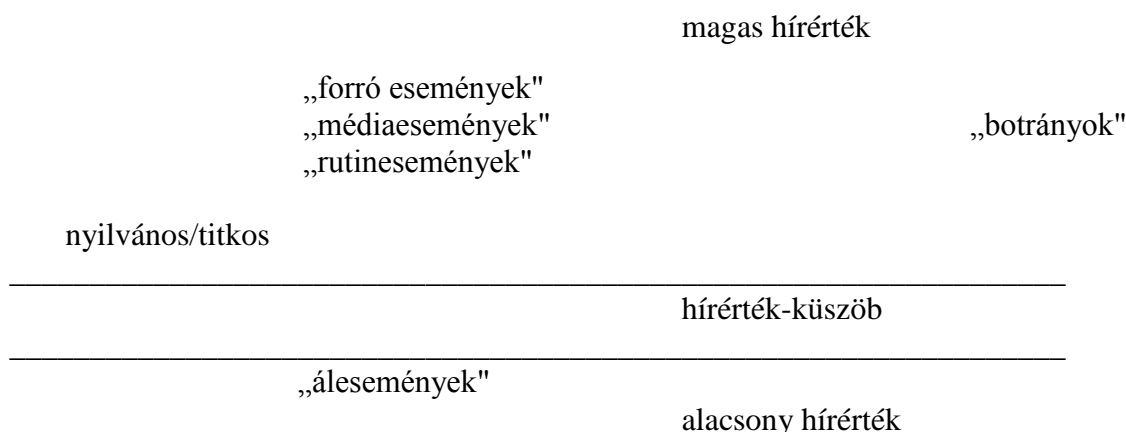 magas hírérték
„forró események"
„médiaesemények" „botrányok"
„rutinesemények"
nyilvános/titkos
hírérték-küszöb
„álesemények"
alacsony hírérték